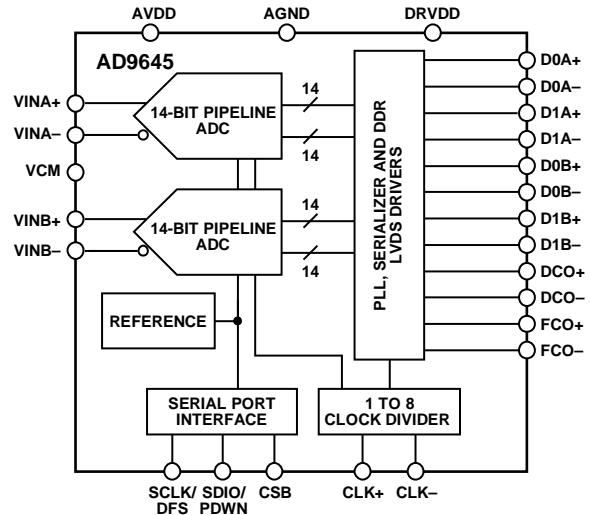 AVDD
AGND
DRVDD
AD9645
VINA+
VINA–
VCM
VINB+
VINB–
14-BIT PIPELINE
ADC
14
14
14-BIT PIPELINE
ADC
14
14
REFERENCE
PLL, SERIALIZER AND DDR
LVDS DRIVERS
D0A+
D0A–
D1A+
D1A–
D0B+
D0B–
D1B+
D1B–
DCO+
DCO–
FCO+
FCO–
SERIAL PORT
INTERFACE
1 TO 8
CLOCK DIVIDER
SCLK/
DFS
SDIO/
PDWN
CSB
CLK+
CLK–